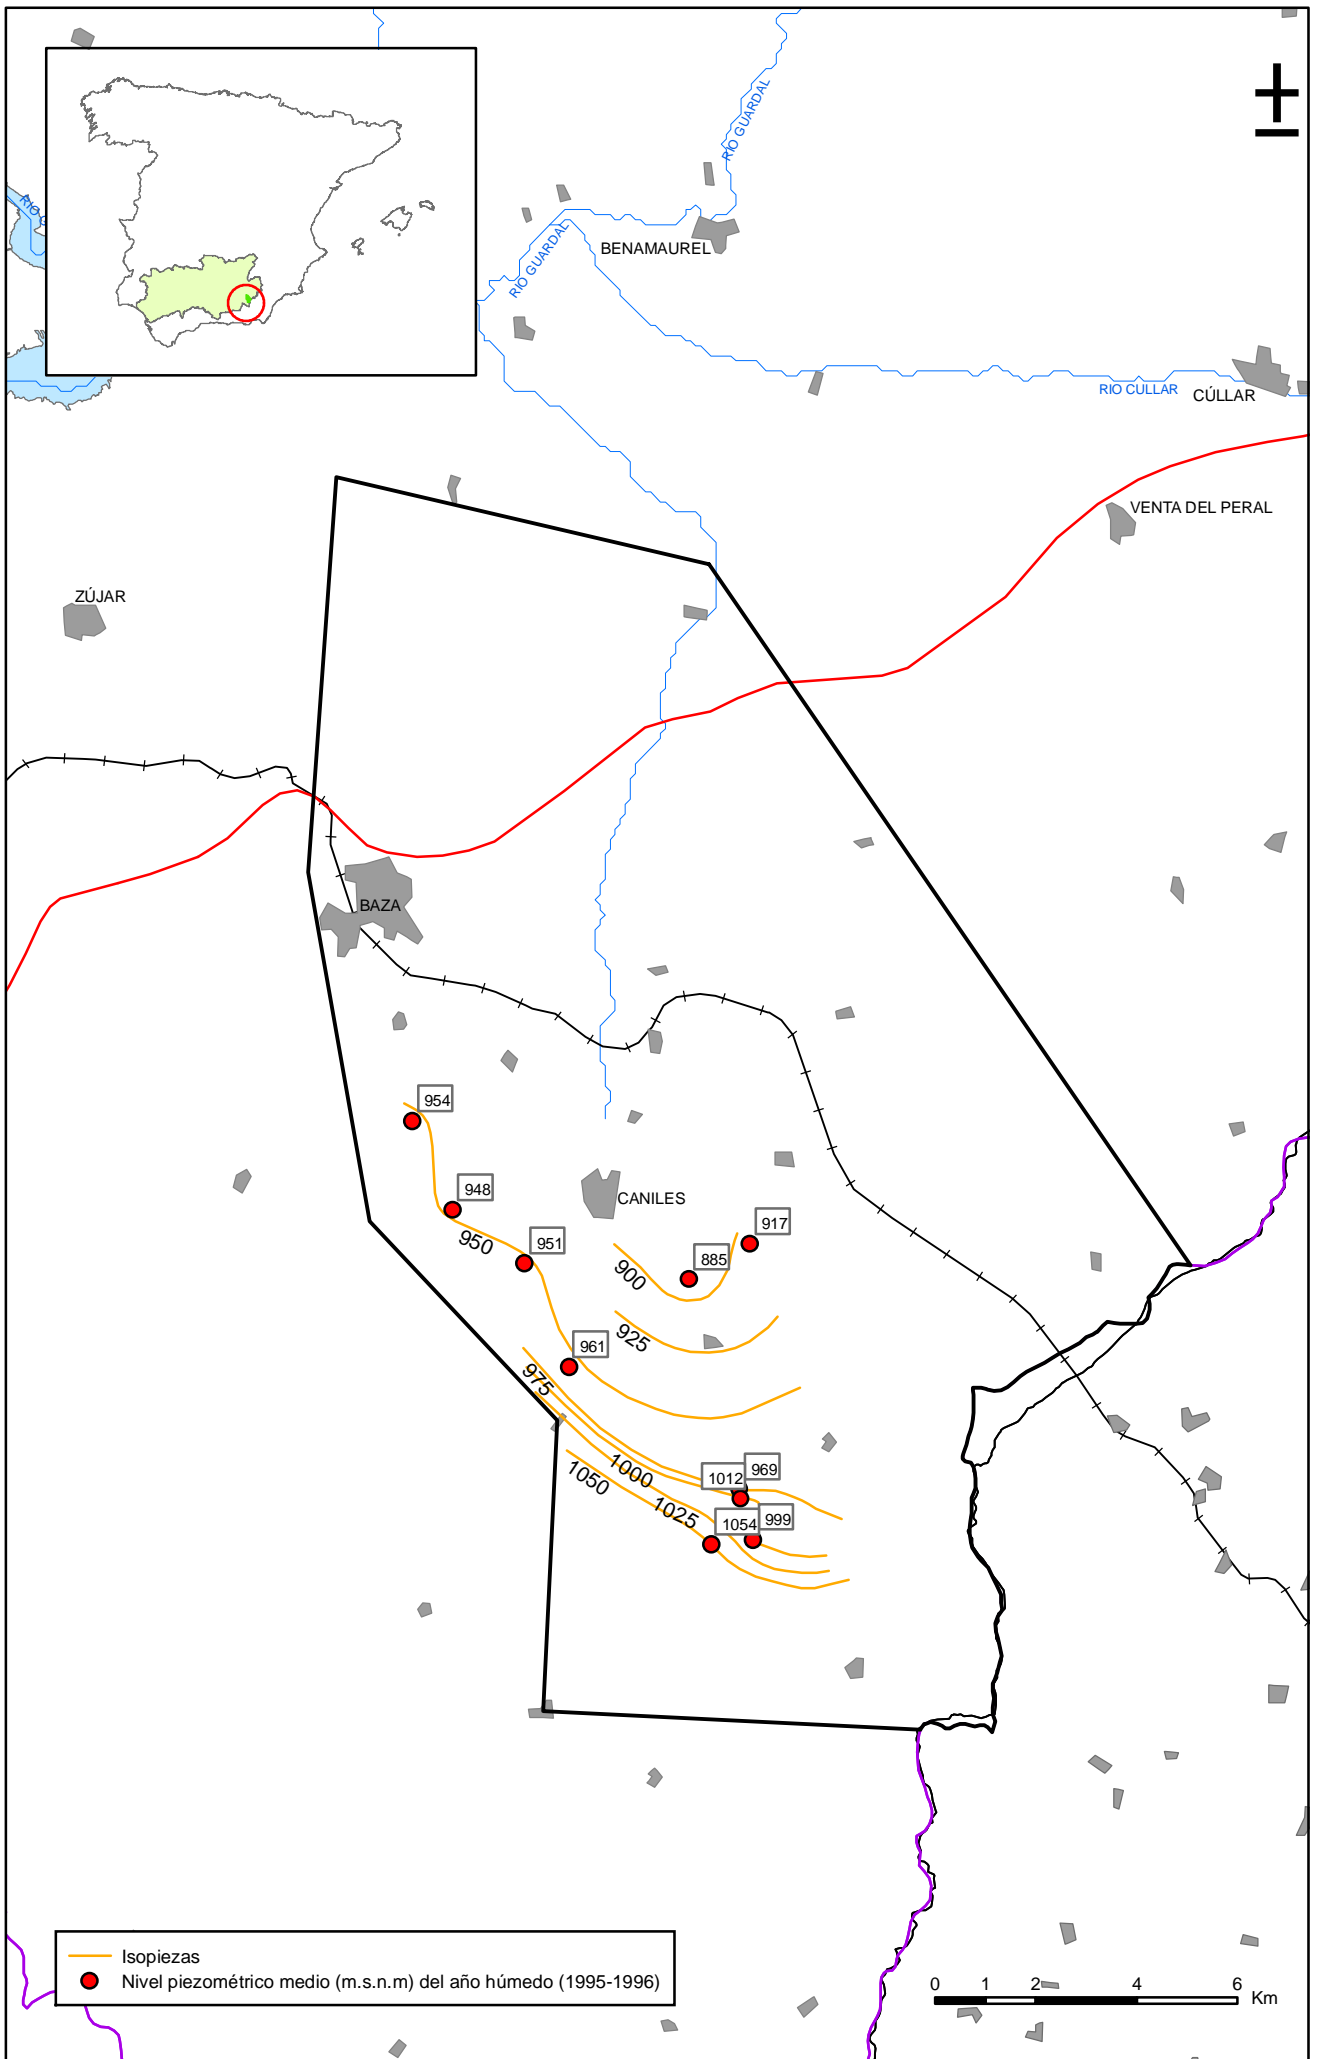 RIO GUARDAL
RIO G
BENAMAUREL
RIO GUARDAL
RIO CULLAR
CÚLLAR
VENTA DEL PERAL
ZÚJAR
BAZA
954
948
CANILES
950
951
917
885
900
925
961
975
1000
1012
969
1050
1025
1054
999
Isopiezas
Nivel piezométrico medio (m.s.n.m) del año húmedo (1995-1996)
0 1 2 4 6
Km